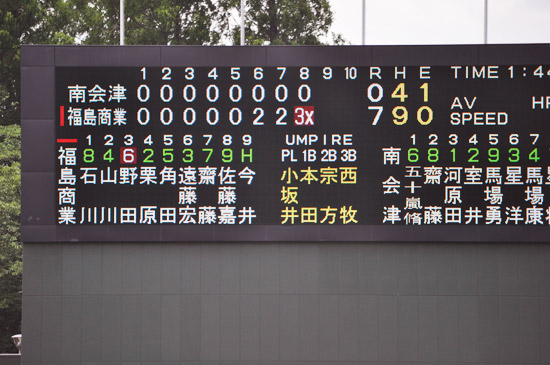 1 2 3 4 5 6 7 8 9 10 R H E TIME 1:44
南会津 0 0 0 0 0 0 0 0 0 4 1
福島商業 0 0 0 0 0 2 2 3X 7 9 0
AV
SPEED
福島商業
1 2 3 4 5 6 7 8 9
8 4 6 2 5 3 7 9 H
石川
山川
野田
栗原
角田
遠藤宏
齋藤
佐藤嘉
今井
UMPIRE
PL 1B 2B 3B
小坂井
本田
宗方
西牧
南会津
1 2 3 4 5 6 7
6 8 1 2 9 3 4
五十嵐脩
齋藤
河原田
室井
馬場勇
星洋
馬場康
星